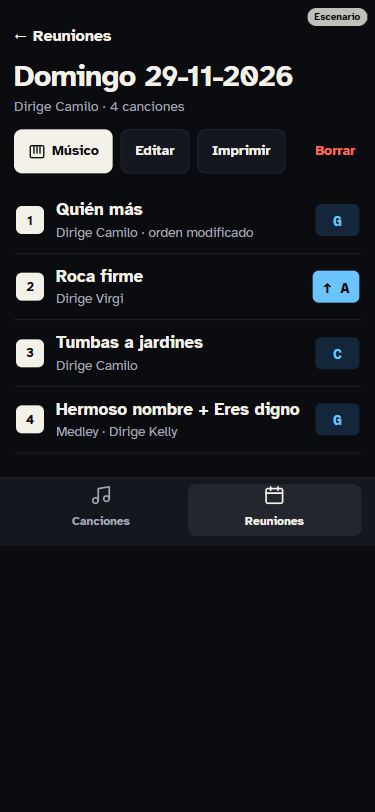 Escenario
← Reuniones
Domingo 29-11-2026
Dirige Camilo · 4 canciones
Músico Editar Imprimir Borrar
1 Quién más G
Dirige Camilo · orden modificado
2 Roca firme ↑ A
Dirige Virgi
3 Tumbas a jardines C
Dirige Camilo
4 Hermoso nombre + Eres digno G
Medley · Dirige Kelly
Canciones Reuniones